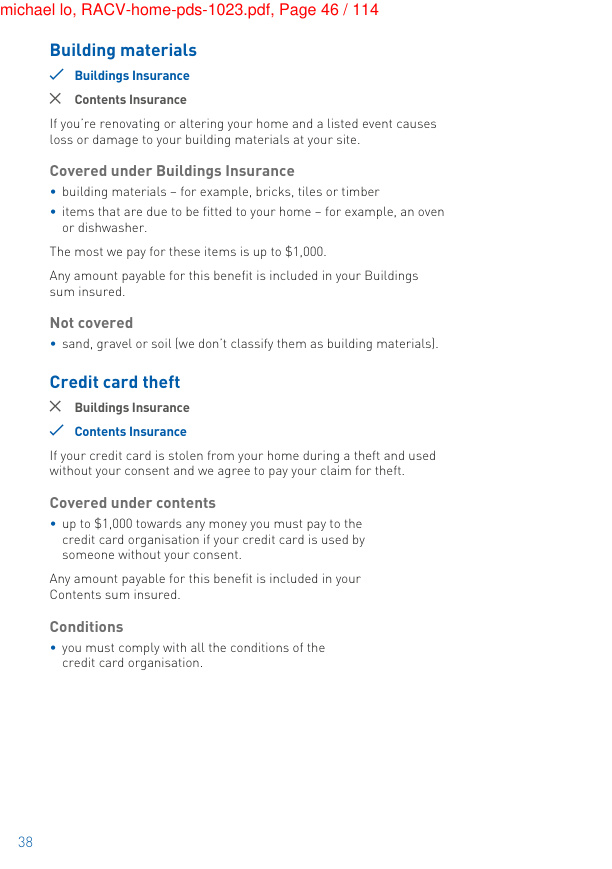 michael lo, RACV-home-pds-1023.pdf, Page 46 / 114
Building materials
Buildings Insurance
Contents Insurance
If you're renovating or altering your home and a listed event causes
loss or damage to your building materials at your site.
Covered under Buildings Insurance
• building materials – for example, bricks, tiles or timber
• items that are due to be fitted to your home – for example, an oven
or dishwasher.
The most we pay for these items is up to $1,000.
Any amount payable for this benefit is included in your Buildings
sum insured.
Not covered
• sand, gravel or soil (we don't classify them as building materials).
Credit card theft
Buildings Insurance
Contents Insurance
If your credit card is stolen from your home during a theft and used
without your consent and we agree to pay your claim for theft.
Covered under contents
• up to $1,000 towards any money you must pay to the
credit card organisation if your credit card is used by
someone without your consent.
Any amount payable for this benefit is included in your
Contents sum insured.
Conditions
• you must comply with all the conditions of the
credit card organisation.
38